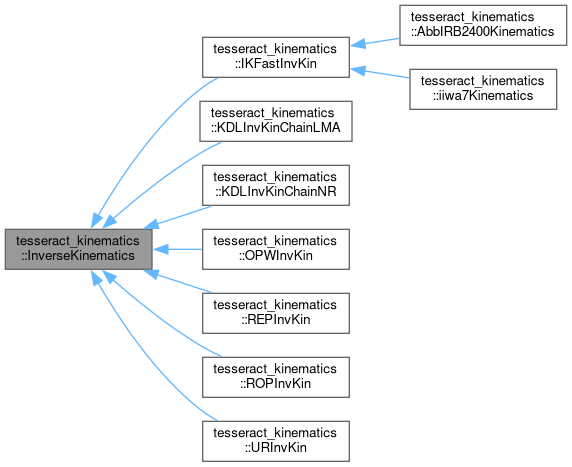 tesseract_kinematics
::InverseKinematics
tesseract_kinematics
::IKFastInvKin
tesseract_kinematics
::AbbIRB2400Kinematics
tesseract_kinematics
::iiwa7Kinematics
tesseract_kinematics
::KDLInvKinChainLMA
tesseract_kinematics
::KDLInvKinChainNR
tesseract_kinematics
::OPWInvKin
tesseract_kinematics
::REPInvKin
tesseract_kinematics
::ROPInvKin
tesseract_kinematics
::URInvKin